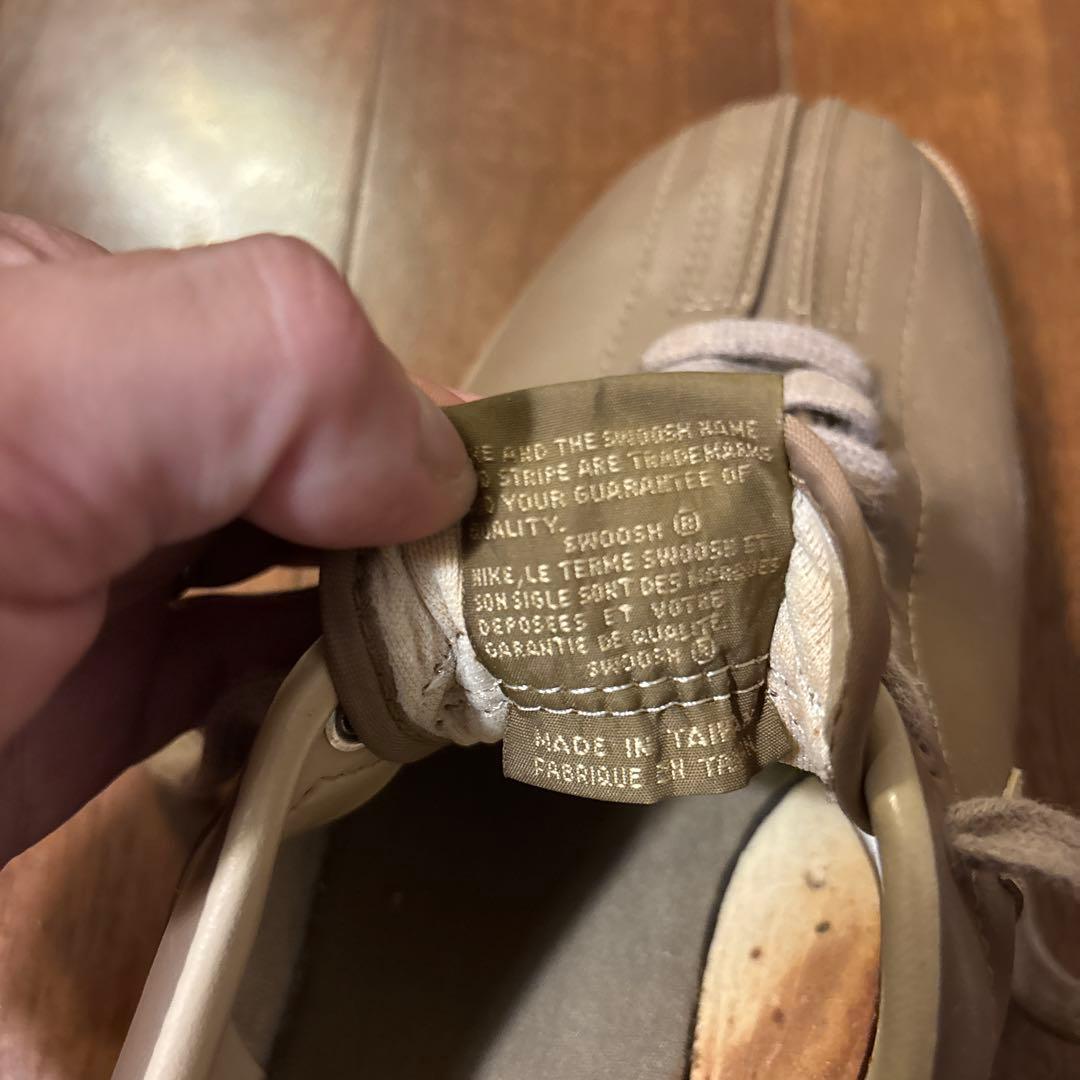 AND THE SWOOSH NAME
STRIPE ARE TRADEMARKS
YOUR GUARANTEE OF
UALITY.
SWOOSH ®
NIKE, LE TERME SWOOSH ET
SON SIGLE SONT DES MARQUES
DEPOSEES ET VOTRE
GARANTIE DE QUALITE
SWOOSH ®
MADE IN TAIW
FABRIQUE EN TA